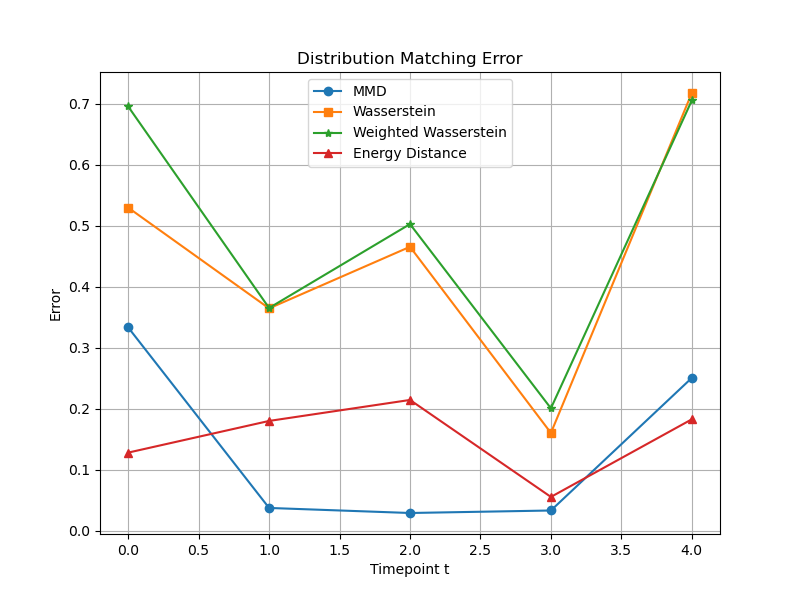 Distribution Matching Error
MMD
Wasserstein
Weighted Wasserstein
Energy Distance
Error
0.7
0.6
0.5
0.4
0.3
0.2
0.1
0.0
0.0 0.5 1.0 1.5 2.0 2.5 3.0 3.5 4.0
Timepoint t